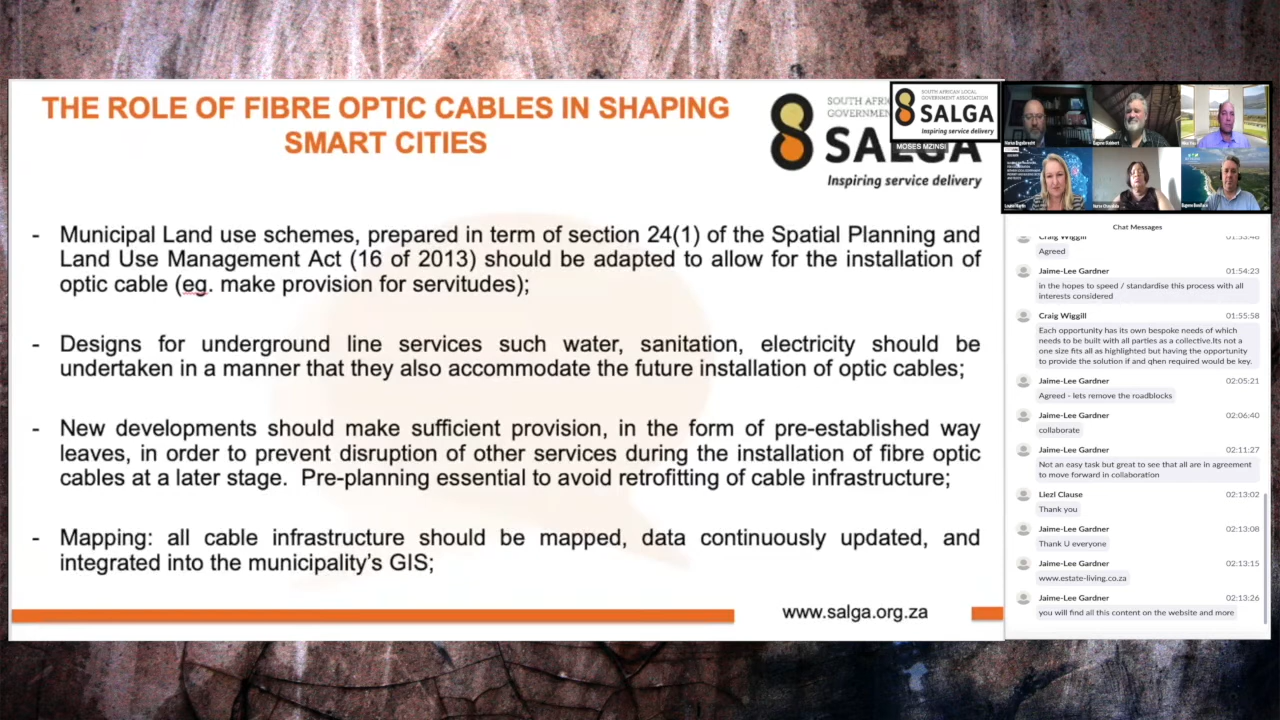 THE ROLE OF FIBRE OPTIC CABLES IN SHAPING
SMART CITIES
SOUTH AFRI
GOVERNMENT
SALGA
Inspiring service delivery
SOUTH AFRICAN LOCAL
GOVERNMENT ASSOCIATION
SALGA
Inspiring service delivery
MOSES MZINSI
- Municipal Land use schemes, prepared in term of section 24(1) of the Spatial Planning and
Land Use Management Act (16 of 2013) should be adapted to allow for the installation of
optic cable (eg. make provision for servitudes);
- Designs for underground line services such water, sanitation, electricity should be
undertaken in a manner that they also accommodate the future installation of optic cables;
- New developments should make sufficient provision, in the form of pre-established way
leaves, in order to prevent disruption of other services during the installation of fibre optic
cables at a later stage. Pre-planning essential to avoid retrofitting of cable infrastructure;
- Mapping: all cable infrastructure should be mapped, data continuously updated, and
integrated into the municipality's GIS;
www.salga.org.za
Chat Messages
Craig Wiggill 01:53:48
Agreed
Jaime-Lee Gardner 01:54:23
in the hopes to speed / standardise this process with all
interests considered
Craig Wiggill 01:55:58
Each opportunity has its own bespoke needs of which
needs to be built with all parties as a collective.Its not a
one size fits all as highlighted but having the opportunity
to provide the solution if and qhen required would be key.
Jaime-Lee Gardner 02:05:21
Agreed - lets remove the roadblocks
Jaime-Lee Gardner 02:06:40
collaborate
Jaime-Lee Gardner 02:11:27
Not an easy task but great to see that all are in agreement
to move forward in collaboration
Liezl Clause 02:13:02
Thank you
Jaime-Lee Gardner 02:13:08
Thank U everyone
Jaime-Lee Gardner 02:13:15
www.estate-living.co.za
Jaime-Lee Gardner 02:13:26
you will find all this content on the website and more